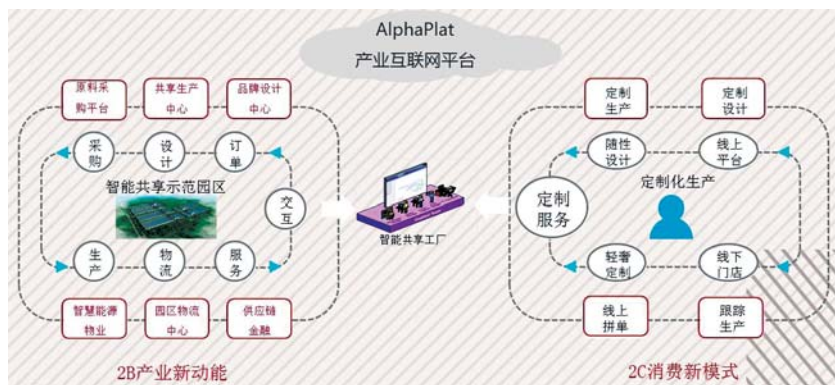 AlphaPlat
产业互联网平台
原料采
购平台
共享生产
中心
品牌设计
中心
采
购
设
计
订
单
智能共享示范园区
交
互
生
产
物
流
服
务
智慧能源
物业
园区物流
中心
供应链
金融
2B产业新动能
智能共享工厂
定制
生产
定制
设计
随性
设计
线上
平台
定制
服务
定制化生产
轻奢
定制
线下
门店
线上
拼单
跟踪
生产
2C消费新模式